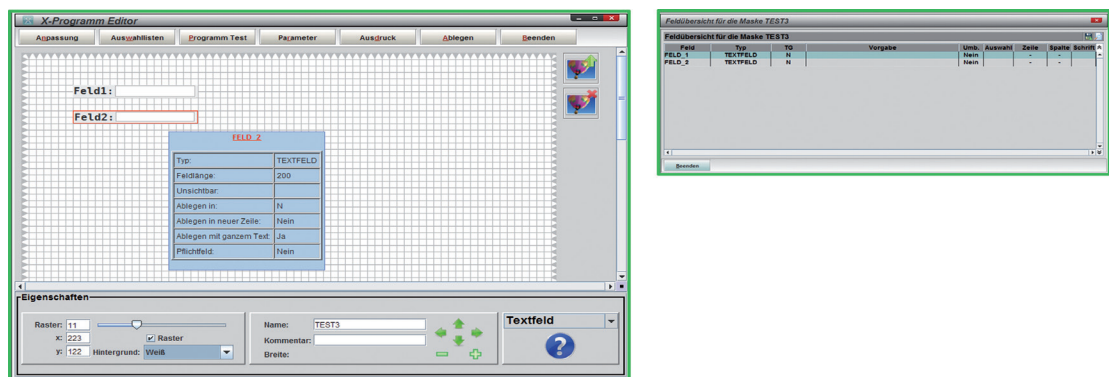 X-Programm Editor
Anpassung Auswahllisten Programm Test Parameter Ausdruck Ablegen Beenden
Feld1:
Feld2:
FELD_2
Typ: TEXTFELD
Feldlänge: 200
Unsichtbar:
Ablegen in: N
Ablegen in neuer Zeile: Nein
Ablegen mit ganzem Text: Ja
Pflichtfeld: Nein
Eigenschaften
Raster: 11
x: 223 Raster
y: 122 Hintergrund: Weiß
Name: TEST3
Kommentar:
Breite:
Textfeld
?
Feldübersicht für die Maske TEST3
Feldübersicht für die Maske TEST3
Feld Typ TG Vorgabe Umb. Auswahl Zeile Spalte Schrift
FELD_1 TEXTFELD N Nein - -
FELD_2 TEXTFELD N Nein - -
Beenden